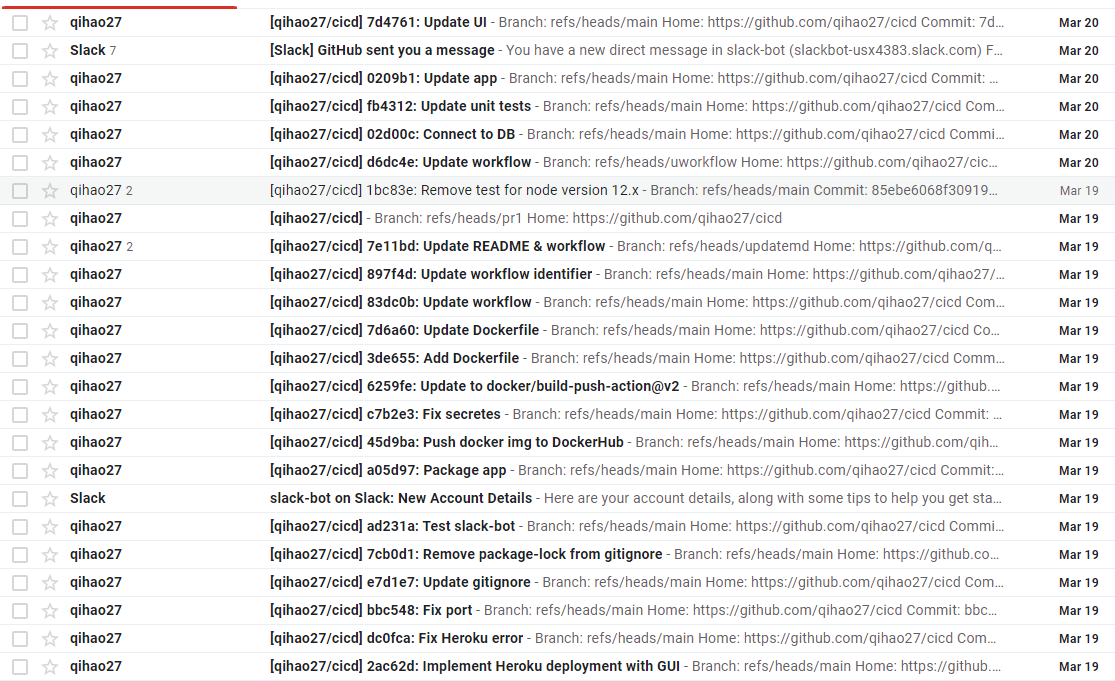 qihao27 [qihao27/cicd] 7d4761: Update UI - Branch: refs/heads/main Home: https://github.com/qihao27/cicd Commit: 7d… Mar 20
Slack 7 [Slack] GitHub sent you a message - You have a new direct message in slack-bot (slackbot-usx4383.slack.com) F… Mar 20
qihao27 [qihao27/cicd] 0209b1: Update app - Branch: refs/heads/main Home: https://github.com/qihao27/cicd Commit: … Mar 20
qihao27 [qihao27/cicd] fb4312: Update unit tests - Branch: refs/heads/main Home: https://github.com/qihao27/cicd Com… Mar 20
qihao27 [qihao27/cicd] 02d00c: Connect to DB - Branch: refs/heads/main Home: https://github.com/qihao27/cicd Commi… Mar 20
qihao27 [qihao27/cicd] d6dc4e: Update workflow - Branch: refs/heads/uworkflow Home: https://github.com/qihao27/cic… Mar 20
qihao27 2 [qihao27/cicd] 1bc83e: Remove test for node version 12.x - Branch: refs/heads/main Commit: 85ebe6068f30919… Mar 19
qihao27 [qihao27/cicd] - Branch: refs/heads/pr1 Home: https://github.com/qihao27/cicd Mar 19
qihao27 2 [qihao27/cicd] 7e11bd: Update README & workflow - Branch: refs/heads/updatemd Home: https://github.com/q… Mar 19
qihao27 [qihao27/cicd] 897f4d: Update workflow identifier - Branch: refs/heads/main Home: https://github.com/qihao27/… Mar 19
qihao27 [qihao27/cicd] 83dc0b: Update workflow - Branch: refs/heads/main Home: https://github.com/qihao27/cicd Com… Mar 19
qihao27 [qihao27/cicd] 7d6a60: Update Dockerfile - Branch: refs/heads/main Home: https://github.com/qihao27/cicd Co… Mar 19
qihao27 [qihao27/cicd] 3de655: Add Dockerfile - Branch: refs/heads/main Home: https://github.com/qihao27/cicd Comm… Mar 19
qihao27 [qihao27/cicd] 6259fe: Update to docker/build-push-action@v2 - Branch: refs/heads/main Home: https://github.… Mar 19
qihao27 [qihao27/cicd] c7b2e3: Fix secretes - Branch: refs/heads/main Home: https://github.com/qihao27/cicd Commit: … Mar 19
qihao27 [qihao27/cicd] 45d9ba: Push docker img to DockerHub - Branch: refs/heads/main Home: https://github.com/qih… Mar 19
qihao27 [qihao27/cicd] a05d97: Package app - Branch: refs/heads/main Home: https://github.com/qihao27/cicd Commit:… Mar 19
Slack slack-bot on Slack: New Account Details - Here are your account details, along with some tips to help you get sta… Mar 19
qihao27 [qihao27/cicd] ad231a: Test slack-bot - Branch: refs/heads/main Home: https://github.com/qihao27/cicd Commi… Mar 19
qihao27 [qihao27/cicd] 7cb0d1: Remove package-lock from gitignore - Branch: refs/heads/main Home: https://github.co… Mar 19
qihao27 [qihao27/cicd] e7d1e7: Update gitignore - Branch: refs/heads/main Home: https://github.com/qihao27/cicd Com… Mar 19
qihao27 [qihao27/cicd] bbc548: Fix port - Branch: refs/heads/main Home: https://github.com/qihao27/cicd Commit: bbc… Mar 19
qihao27 [qihao27/cicd] dc0fca: Fix Heroku error - Branch: refs/heads/main Home: https://github.com/qihao27/cicd Com… Mar 19
qihao27 [qihao27/cicd] 2ac62d: Implement Heroku deployment with GUI - Branch: refs/heads/main Home: https://github.… Mar 19